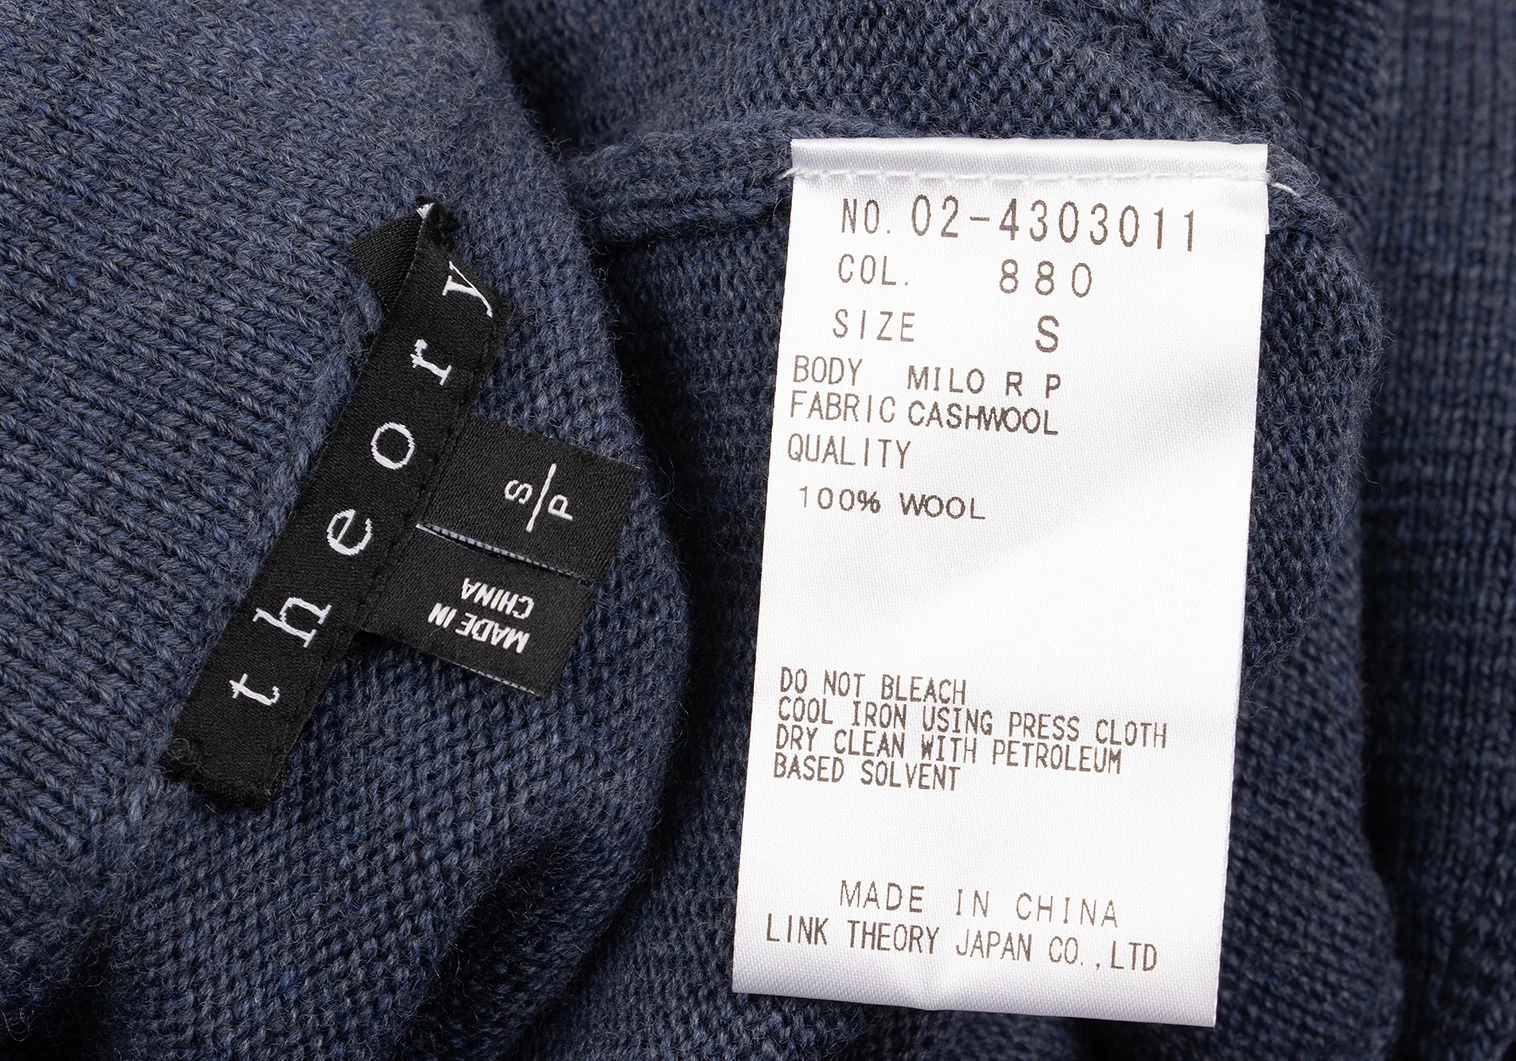 theory
S/P
MADE IN
CHINA
NO. 02-4303011
COL. 880
SIZE S
BODY MILO R P
FABRIC CASHWOOL
QUALITY
100% WOOL
DO NOT BLEACH
COOL IRON USING PRESS CLOTH
DRY CLEAN WITH PETROLEUM
BASED SOLVENT
MADE IN CHINA
LINK THEORY JAPAN CO.,LTD